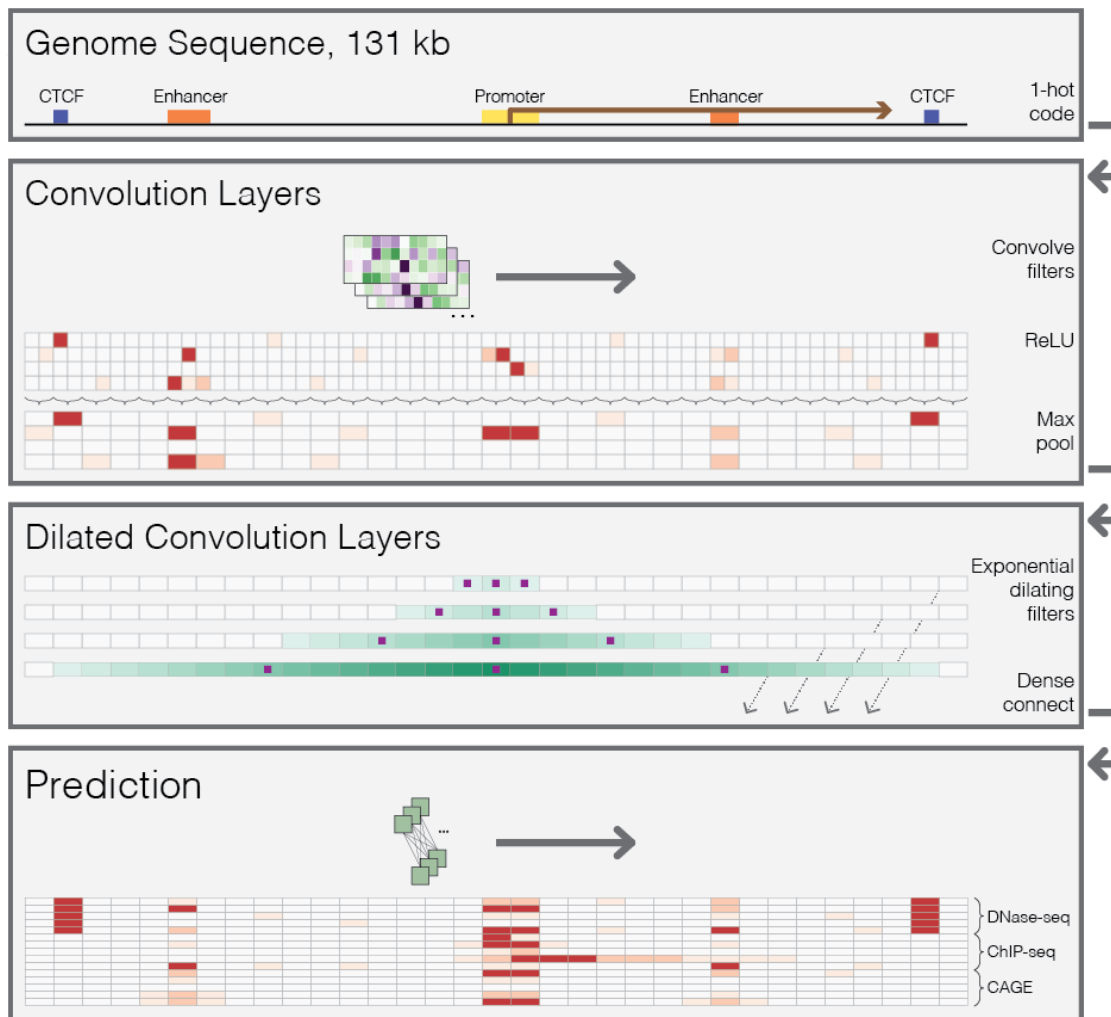 Genome Sequence, 131 kb
CTCF
Enhancer
Promoter
Enhancer
CTCF
1-hot
code
Convolution Layers
Convolve
filters
...
ReLU
Max
pool
Dilated Convolution Layers
Exponential
dilating
filters
Dense
connect
Prediction
...
DNase-seq
ChIP-seq
CAGE